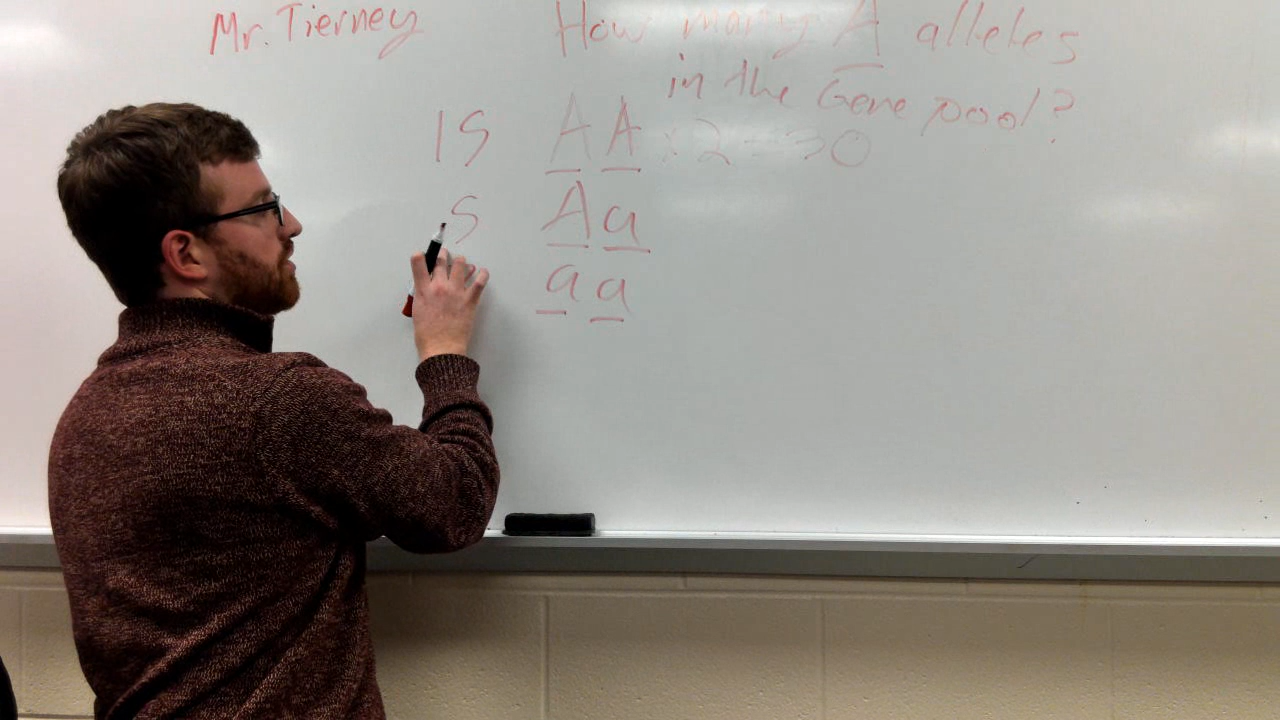 Mr. Tierney
How many A alleles
in the Gene pool?
15 AA : 2 = 30
5 Aa
aa